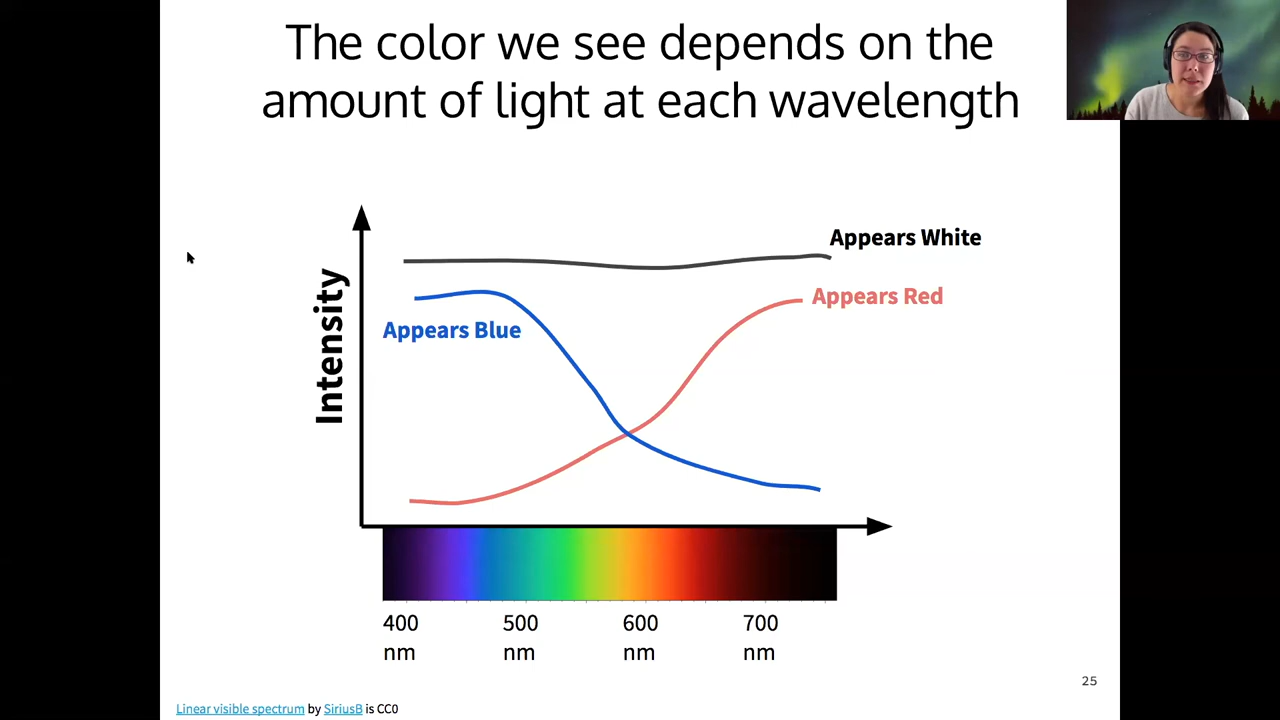 The color we see depends on the
amount of light at each wavelength
Appears White
Appears Red
Appears Blue
Intensity
400 nm
500 nm
600 nm
700 nm
25
Linear visible spectrum by SiriusB is CC0